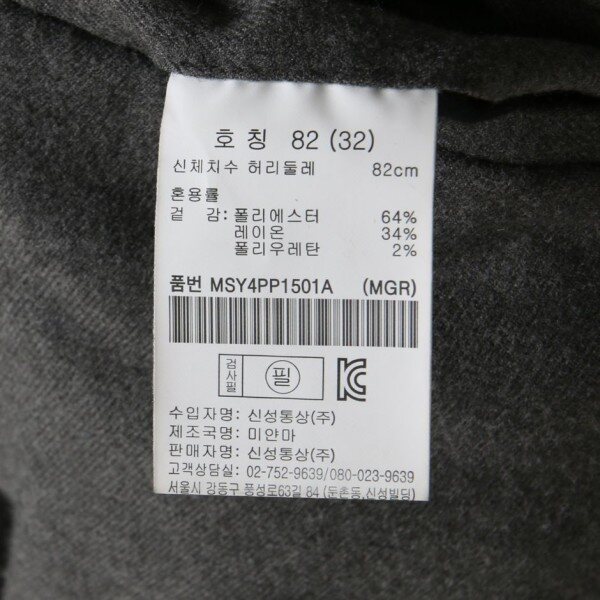 호칭 82 (32)
신체치수 허리둘레 82cm
혼용률
겉 감 : 폴리에스터 64%
레이온 34%
폴리우레탄 2%
품번 MSY4PP1501A (MGR)
검사필 필 KC
수입자명: 신성통상(주)
제조국명: 미얀마
판매자명: 신성통상(주)
고객상담실: 02-752-9639/080-023-9639
서울시 강동구 풍성로63길 84 (둔촌동,신성빌딩)